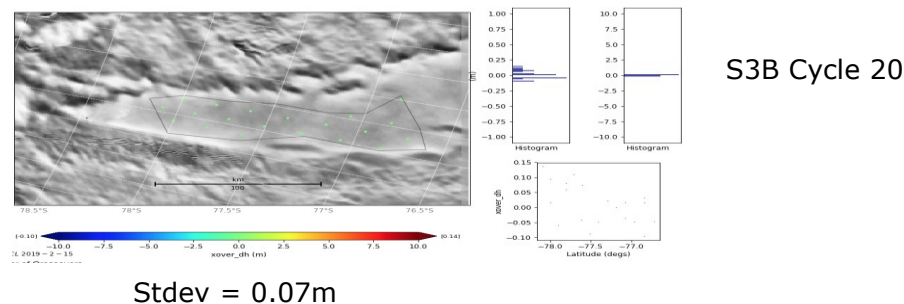 1.00
0.75
0.50
0.25
0.00
−0.25
−0.50
−0.75
−1.00
Histogram
(m)
10.0
7.5
5.0
2.5
0.0
−2.5
−5.0
−7.5
−10.0
Histogram
S3B Cycle 20
km
100
78.5°S 78°S 77.5°S 77°S 76.5°S
[-0.10] −10.0 −7.5 −5.0 −2.5 0.0 2.5 5.0 7.5 10.0 [0.14]
xover_dh (m)
2019 − 2 − 15
0.15
0.10
0.05
0.00
−0.05
−0.10
xover_dh
−78.0 −77.5 −77.0
Latitude (degs)
Stdev = 0.07m